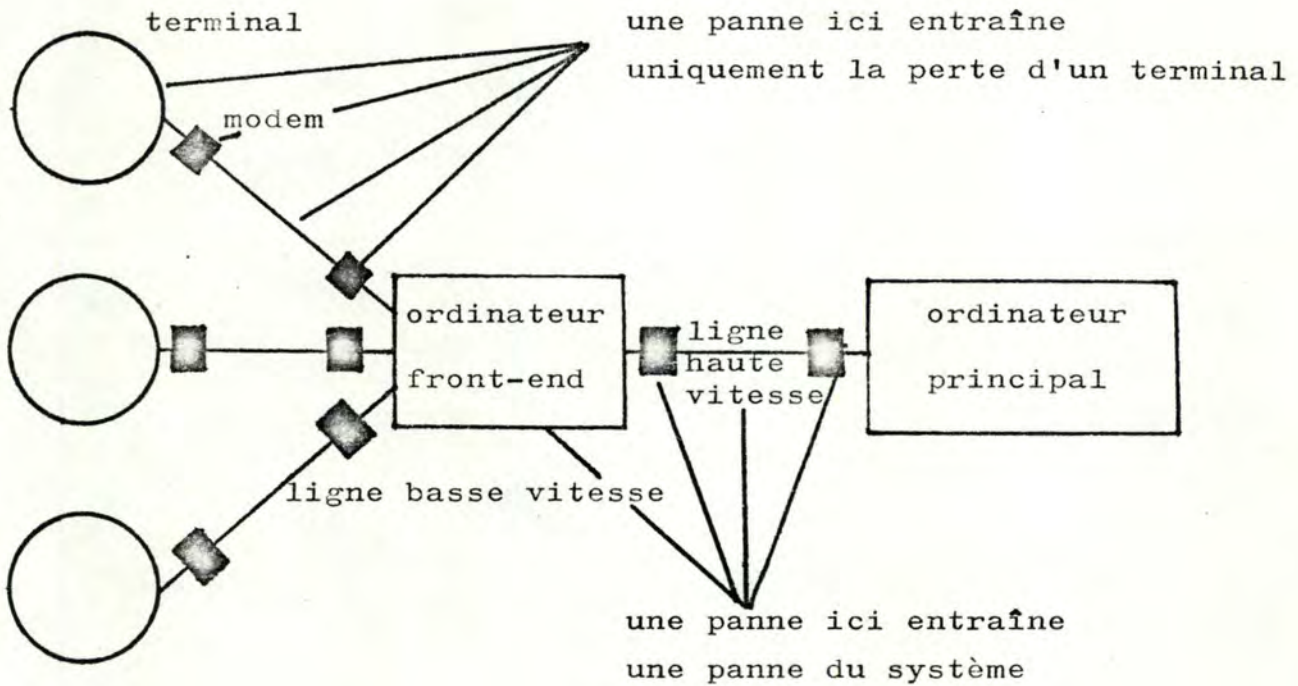 terminal
une panne ici entraîne
uniquement la perte d'un terminal
modem
ordinateur
front-end
ligne
haute
vitesse
ordinateur
principal
ligne basse vitesse
une panne ici entraîne
une panne du système